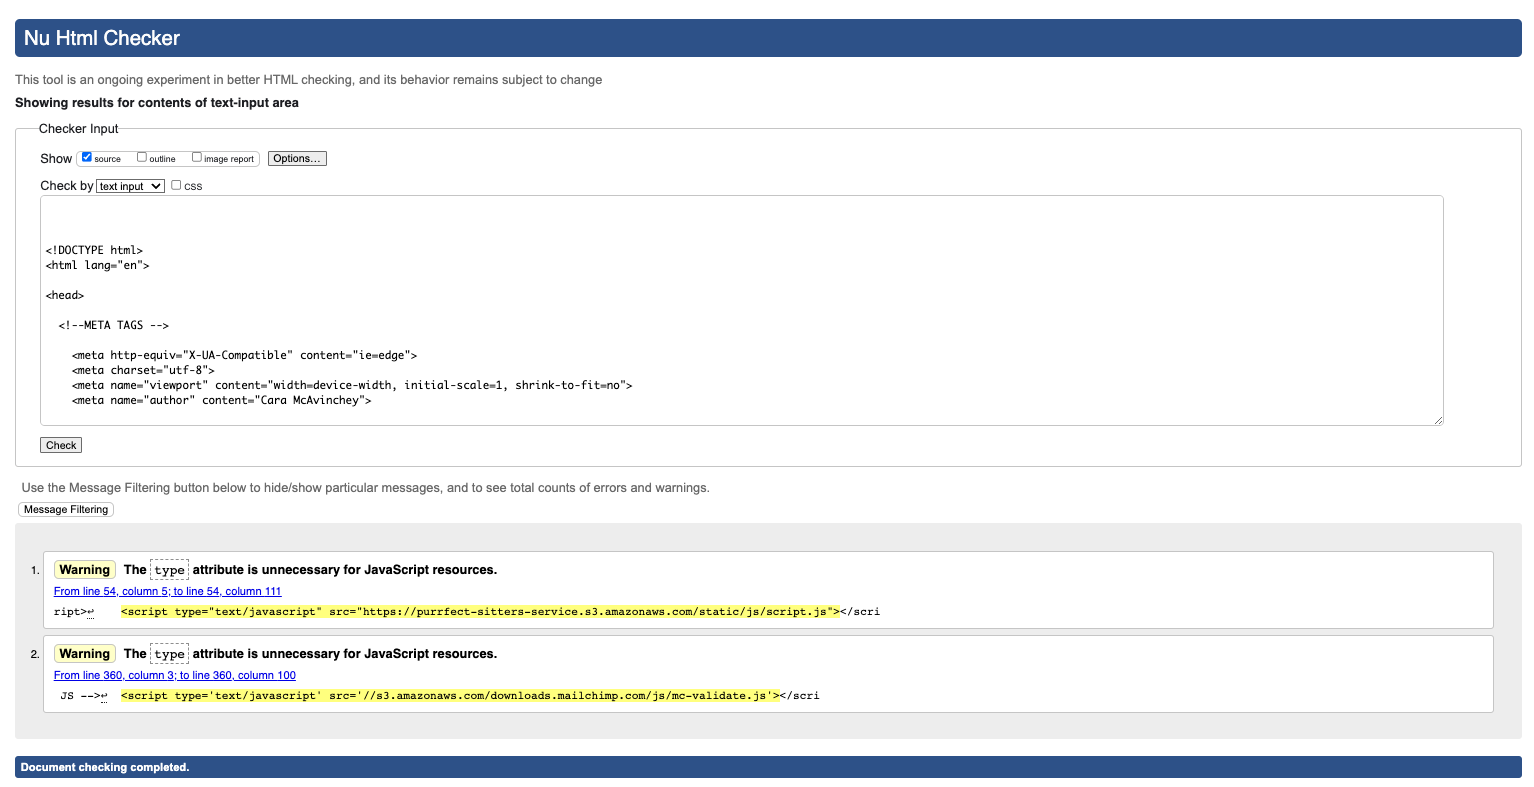 Nu Html Checker
This tool is an ongoing experiment in better HTML checking, and its behavior remains subject to change
Showing results for contents of text-input area
Checker Input
Show source outline image report Options...
Check by text input css
<!DOCTYPE html>
<html lang="en">
<head>
<!--META TAGS -->
<meta http-equiv="X-UA-Compatible" content="ie=edge">
<meta charset="utf-8">
<meta name="viewport" content="width=device-width, initial-scale=1, shrink-to-fit=no">
<meta name="author" content="Cara McAvinchey">
Check
Use the Message Filtering button below to hide/show particular messages, and to see total counts of errors and warnings.
Message Filtering
1. Warning The type attribute is unnecessary for JavaScript resources.
From line 54, column 5; to line 54, column 111
ript>↩ <script type="text/javascript" src="https://purrfect-sitters-service.s3.amazonaws.com/static/js/script.js"></scri
2. Warning The type attribute is unnecessary for JavaScript resources.
From line 360, column 3; to line 360, column 100
JS -->↩ <script type='text/javascript' src='//s3.amazonaws.com/downloads.mailchimp.com/js/mc-validate.js'></scri
Document checking completed.